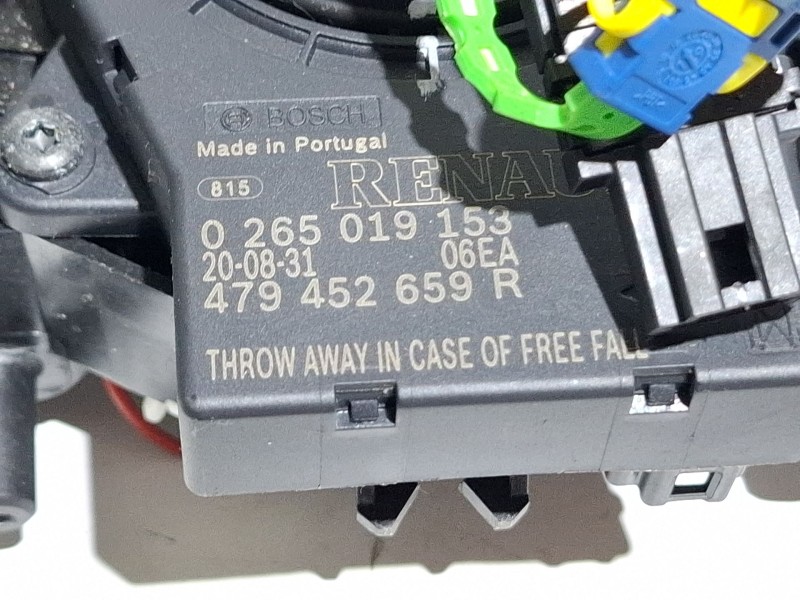 BOSCH
Made in Portugal
RENAU
815
0 265 019 153
20-08-31 06EA
479 452 659 R
THROW AWAY IN CASE OF FREE FALL